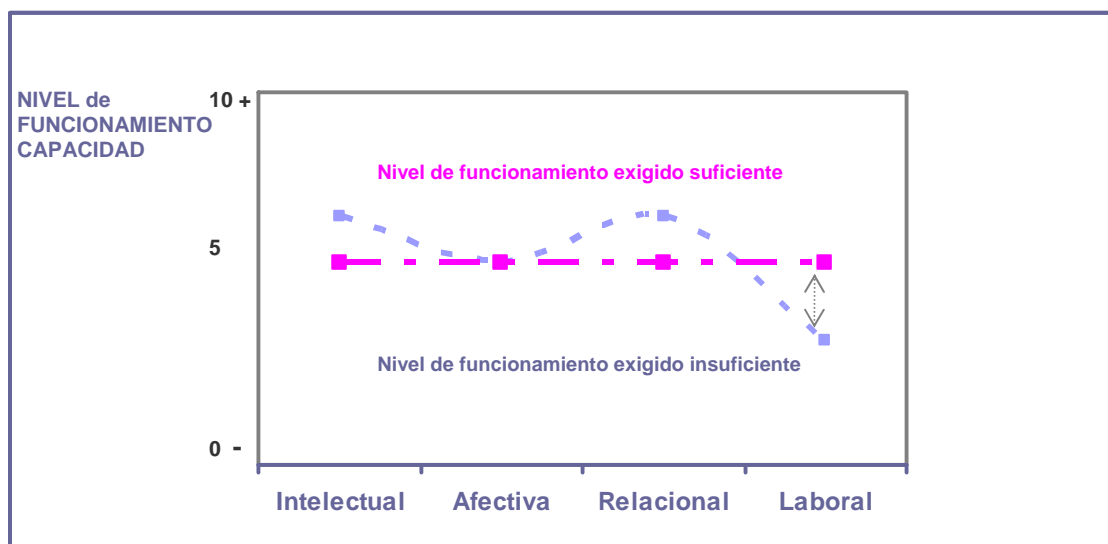 NIVEL de
FUNCIONAMIENTO
CAPACIDAD
10 +
Nivel de funcionamiento exigido suficiente
5
Nivel de funcionamiento exigido insuficiente
0 -
Intelectual Afectiva Relacional Laboral